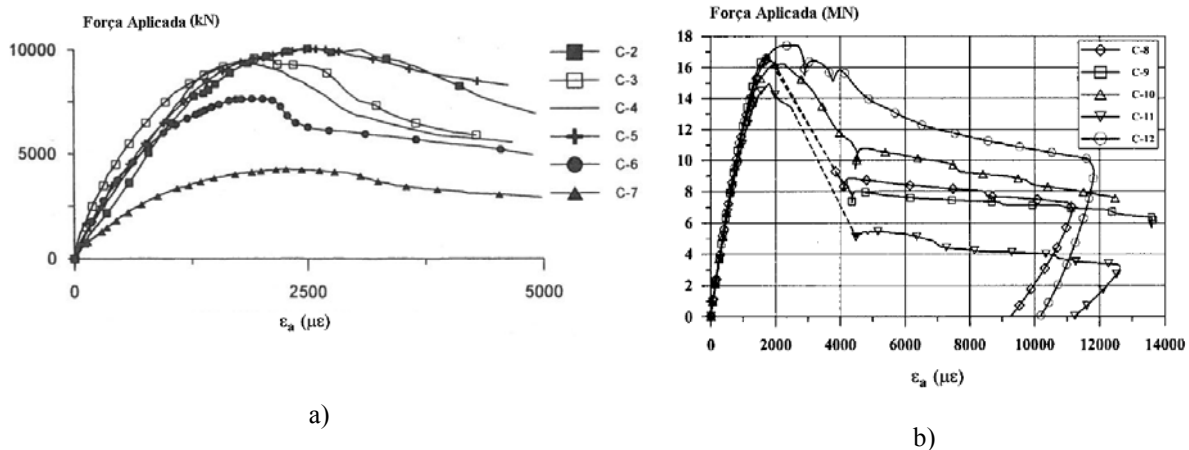 Força Aplicada (kN)
10000
5000
0
0
2500
5000
ε_a (με)
C-2
C-3
C-4
C-5
C-6
C-7
a)
Força Aplicada (MN)
18
16
14
12
10
8
6
4
2
0
0
2000
4000
6000
8000
10000
12000
14000
ε_a (με)
C-8
C-9
C-10
C-11
C-12
b)